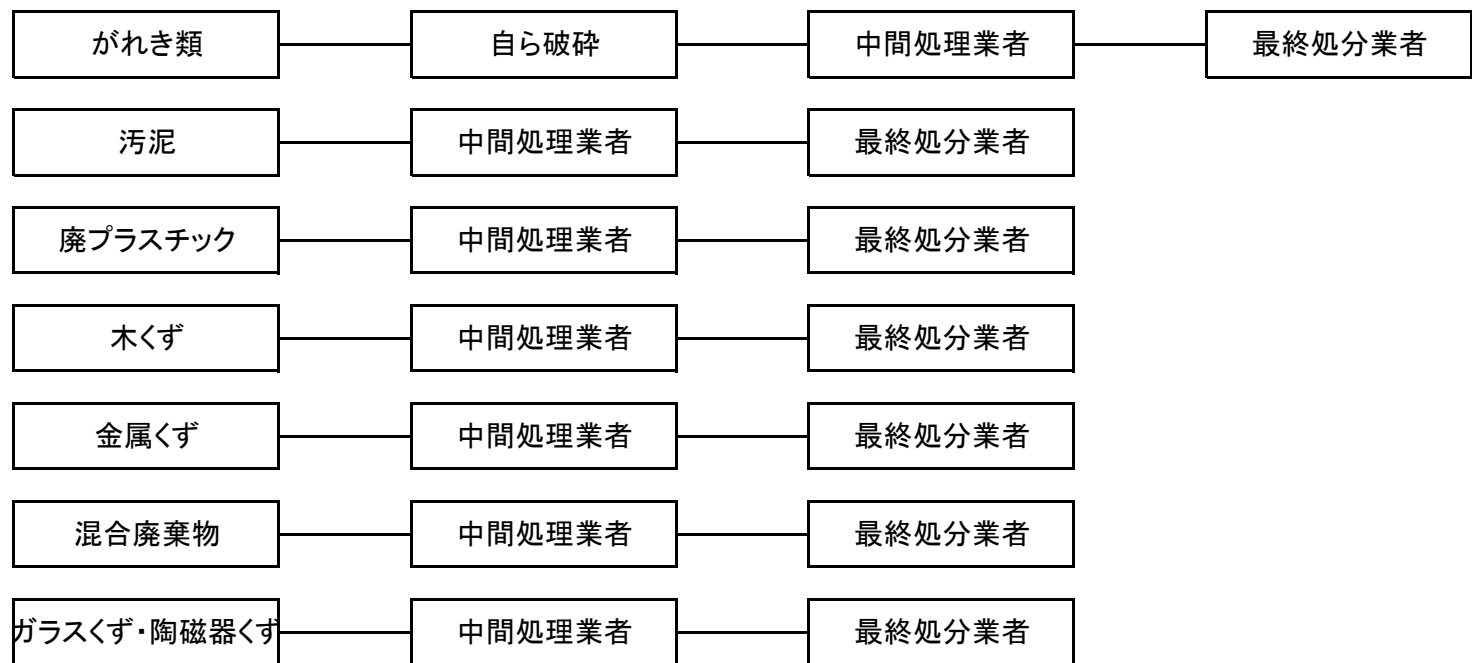 がれき類 自ら破砕 中間処理業者 最終処分業者
汚泥 中間処理業者 最終処分業者
廃プラスチック 中間処理業者 最終処分業者
木くず 中間処理業者 最終処分業者
金属くず 中間処理業者 最終処分業者
混合廃棄物 中間処理業者 最終処分業者
ガラスくず・陶磁器くず 中間処理業者 最終処分業者